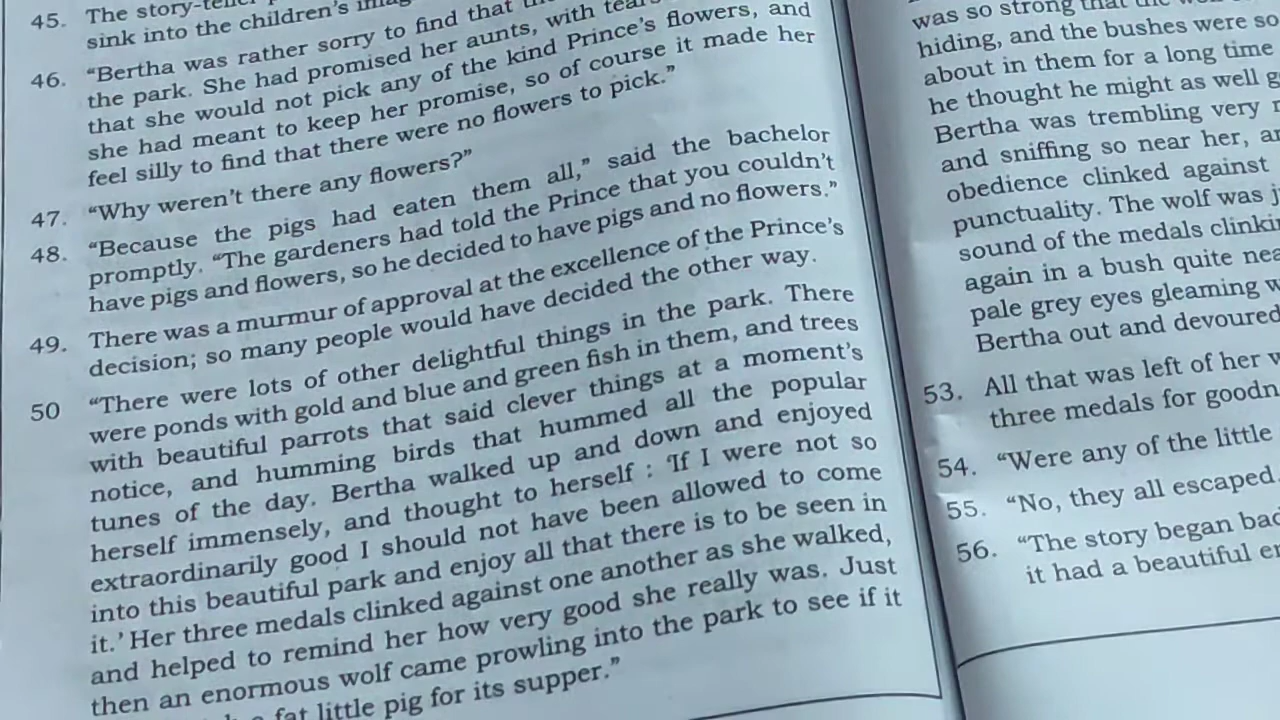 45. The story-teller
sink into the children's
46. "Bertha was rather sorry to find that
the park. She had promised her aunts, with tears
that she would not pick any of the kind Prince's flowers, and
she had meant to keep her promise, so of course it made her
feel silly to find that there were no flowers to pick."
47. "Why weren't there any flowers?"
48. "Because the pigs had eaten them all," said the bachelor
promptly. "The gardeners had told the Prince that you couldn't
have pigs and flowers, so he decided to have pigs and no flowers."
49. There was a murmur of approval at the excellence of the Prince's
decision; so many people would have decided the other way.
50 "There were lots of other delightful things in the park. There
were ponds with gold and blue and green fish in them, and trees
with beautiful parrots that said clever things at a moment's
notice, and humming birds that hummed all the popular
tunes of the day. Bertha walked up and down and enjoyed
herself immensely, and thought to herself : 'If I were not so
extraordinarily good I should not have been allowed to come
into this beautiful park and enjoy all that there is to be seen in
it.' Her three medals clinked against one another as she walked,
and helped to remind her how very good she really was. Just
then an enormous wolf came prowling into the park to see if it
fat little pig for its supper."
was so strong that the
hiding, and the bushes were so
about in them for a long time
he thought he might as well
Bertha was trembling very
and sniffing so near her,
obedience clinked against
punctuality. The wolf was
sound of the medals
again in a bush quite
pale grey eyes gleaming
Bertha out and devoured
53. All that was left of her
three medals for
54. "Were any of the little
55. "No, they all escaped.
56. "The story began
it had a beautiful